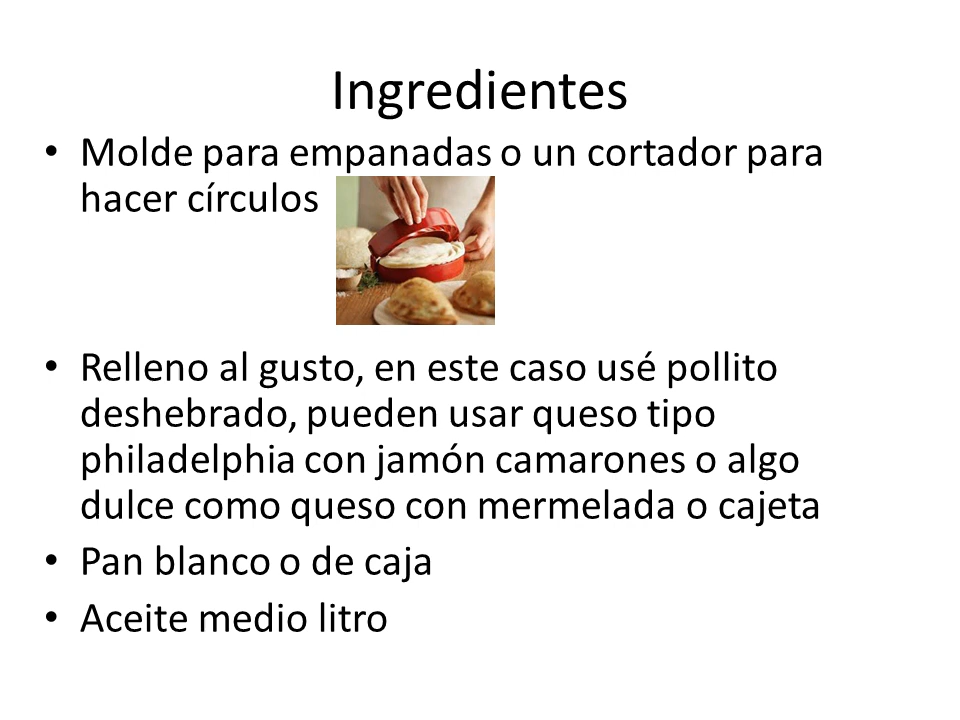 Ingredientes
• Molde para empanadas o un cortador para
hacer círculos
• Relleno al gusto, en este caso usé pollito
deshebrado, pueden usar queso tipo
philadelphia con jamón camarones o algo
dulce como queso con mermelada o cajeta
• Pan blanco o de caja
• Aceite medio litro